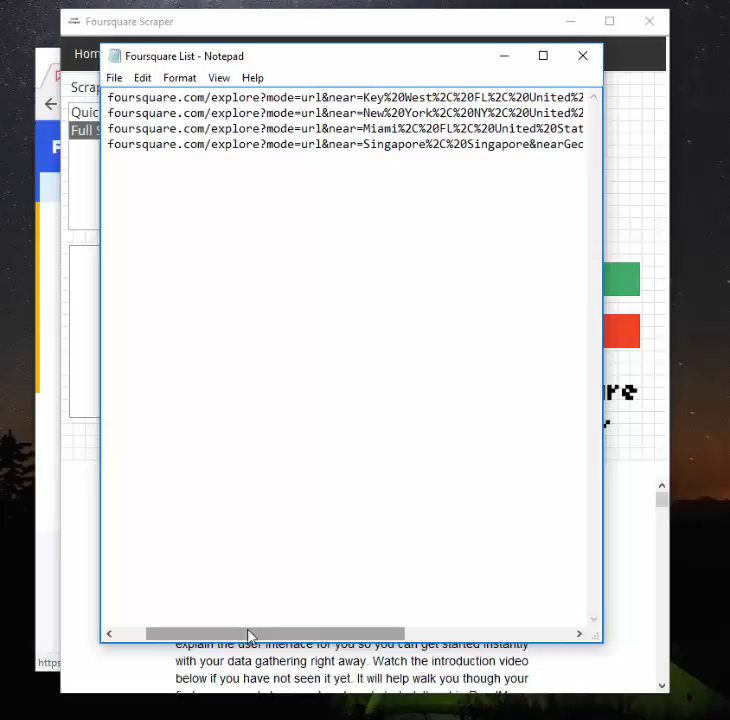 Foursquare Scraper
Hom
Foursquare List - Notepad
File Edit Format View Help
Scrap
Quic
Full S
foursquare.com/explore?mode=url&near=Key%20West%2C%20FL%2C%20United%2
foursquare.com/explore?mode=url&near=New%20York%2C%20NY%2C%20United%2
foursquare.com/explore?mode=url&near=Miami%2C%20FL%2C%20United%20Stat
foursquare.com/explore?mode=url&near=Singapore%2C%20Singapore&nearGeo
are
https
explain the user interface for you so you can get started instantly
with your data gathering right away. Watch the introduction video
below if you have not seen it yet. It will help walk you though your